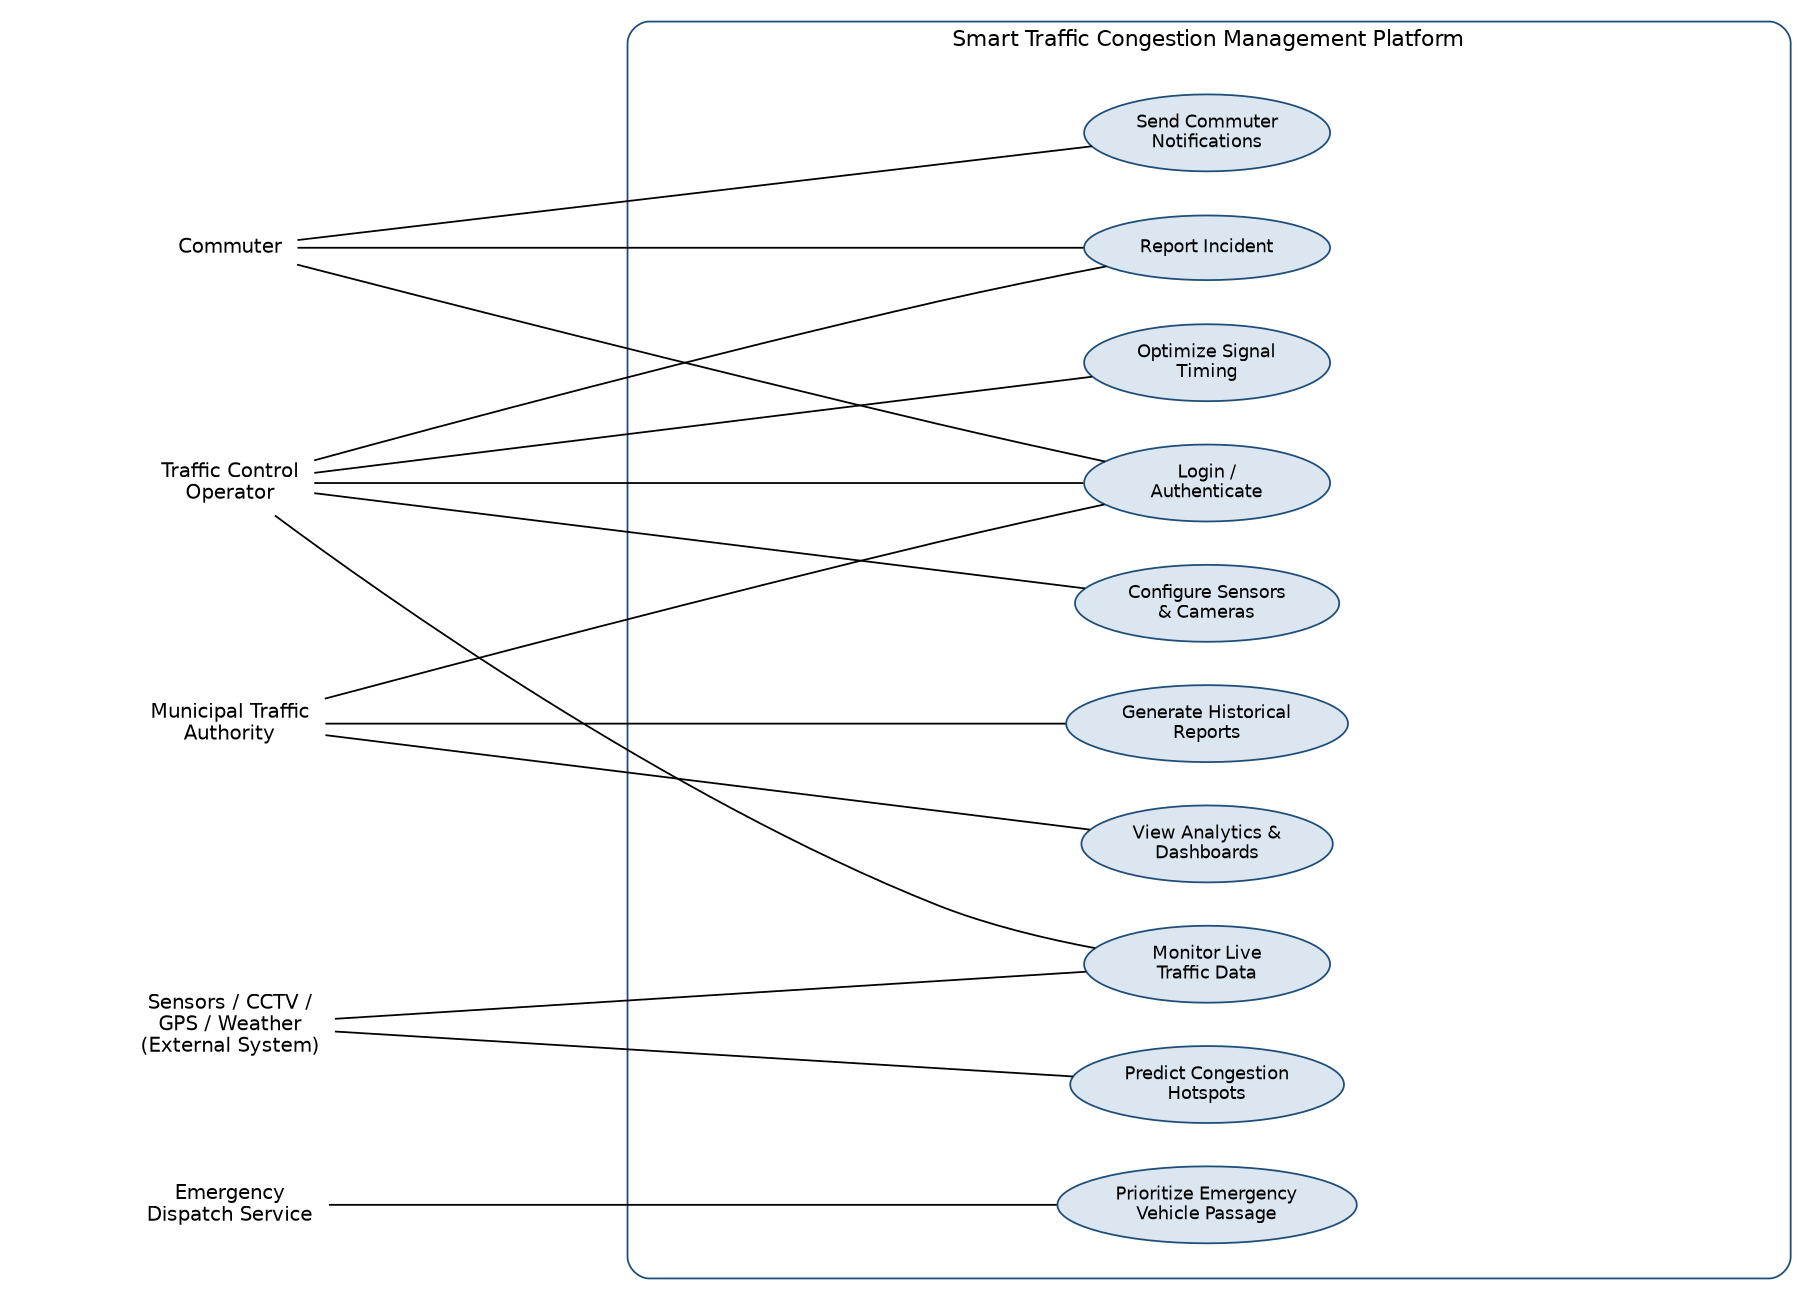 Smart Traffic Congestion Management Platform
Send Commuter
Notifications
Commuter
Report Incident
Optimize Signal
Timing
Traffic Control
Operator
Login /
Authenticate
Configure Sensors
& Cameras
Municipal Traffic
Authority
Generate Historical
Reports
View Analytics &
Dashboards
Monitor Live
Traffic Data
Sensors / CCTV /
GPS / Weather
(External System)
Predict Congestion
Hotspots
Emergency
Dispatch Service
Prioritize Emergency
Vehicle Passage